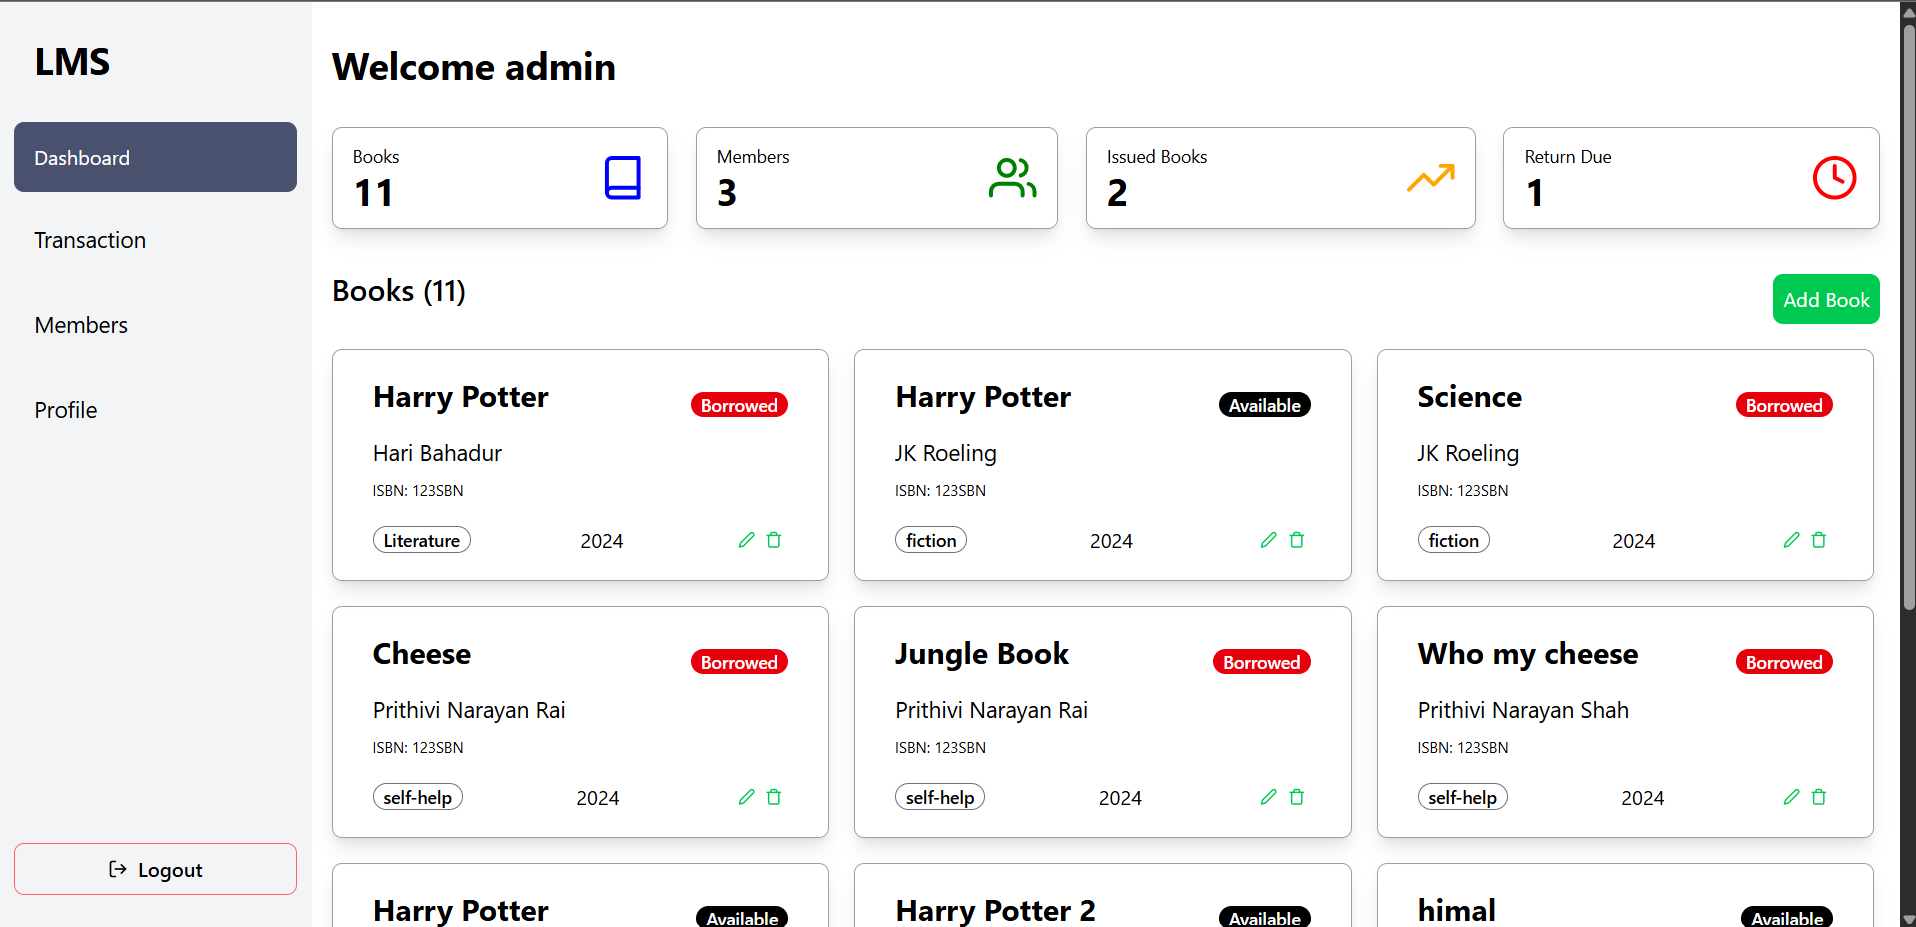 LMS
Dashboard
Transaction
Members
Profile
Logout
Welcome admin
Books
11
Members
3
Issued Books
2
Return Due
1
Books (11)
Add Book
Harry Potter
Borrowed
Hari Bahadur
ISBN: 123SBN
Literature 2024
Harry Potter
Available
JK Roeling
ISBN: 123SBN
fiction 2024
Science
Borrowed
JK Roeling
ISBN: 123SBN
fiction 2024
Cheese
Borrowed
Prithivi Narayan Rai
ISBN: 123SBN
self-help 2024
Jungle Book
Borrowed
Prithivi Narayan Rai
ISBN: 123SBN
self-help 2024
Who my cheese
Borrowed
Prithivi Narayan Shah
ISBN: 123SBN
self-help 2024
Harry Potter
Available
Harry Potter 2
Available
himal
Available